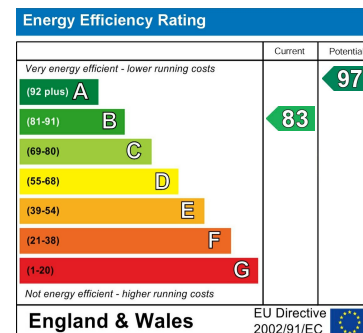 Energy Efficiency Rating
Current Potential
Very energy efficient - lower running costs
(92 plus) A
97
(81-91) B
83
(69-80) C
(55-68) D
(39-54) E
(21-38) F
(1-20) G
Not energy efficient - higher running costs
England & Wales
EU Directive
2002/91/EC